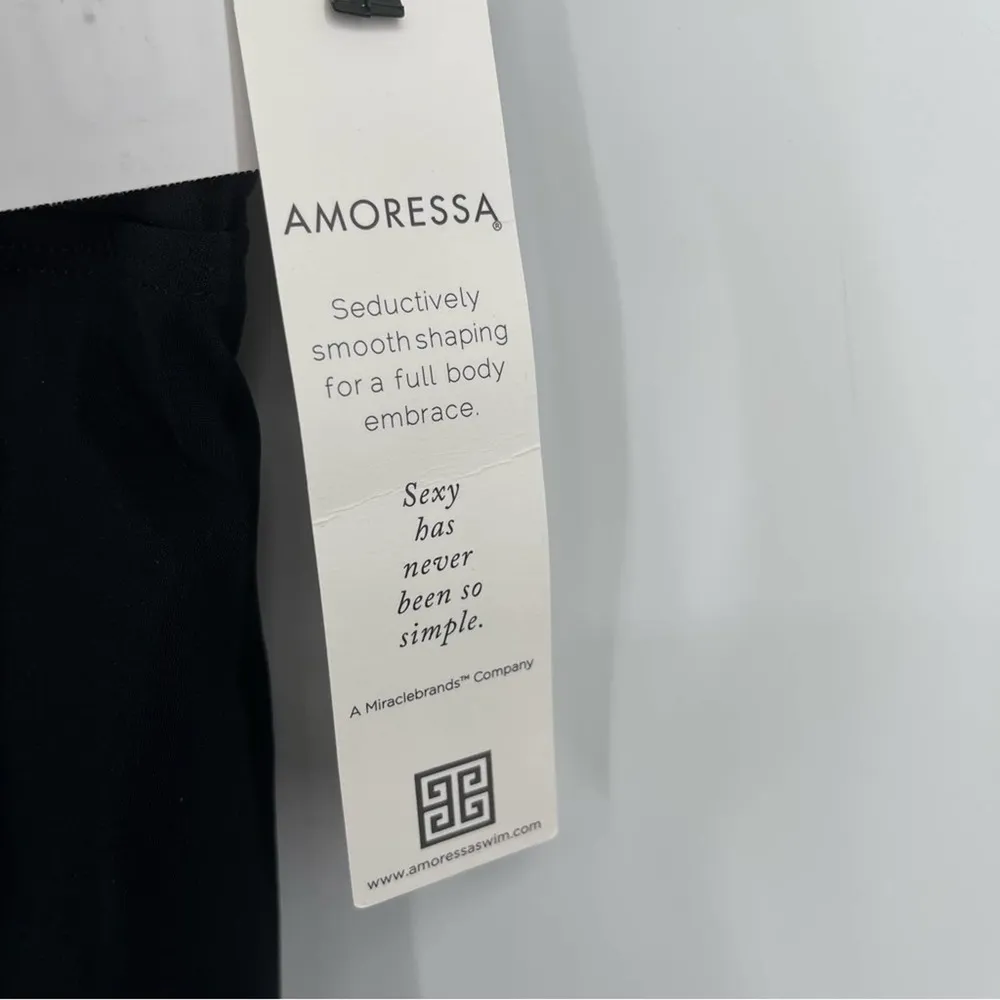 AMORESSA®
Seductively
smooth shaping
for a full body
embrace.
Sexy
has
never
been so
simple.
A Miraclebrands™ Company
www.amoressaswim.com